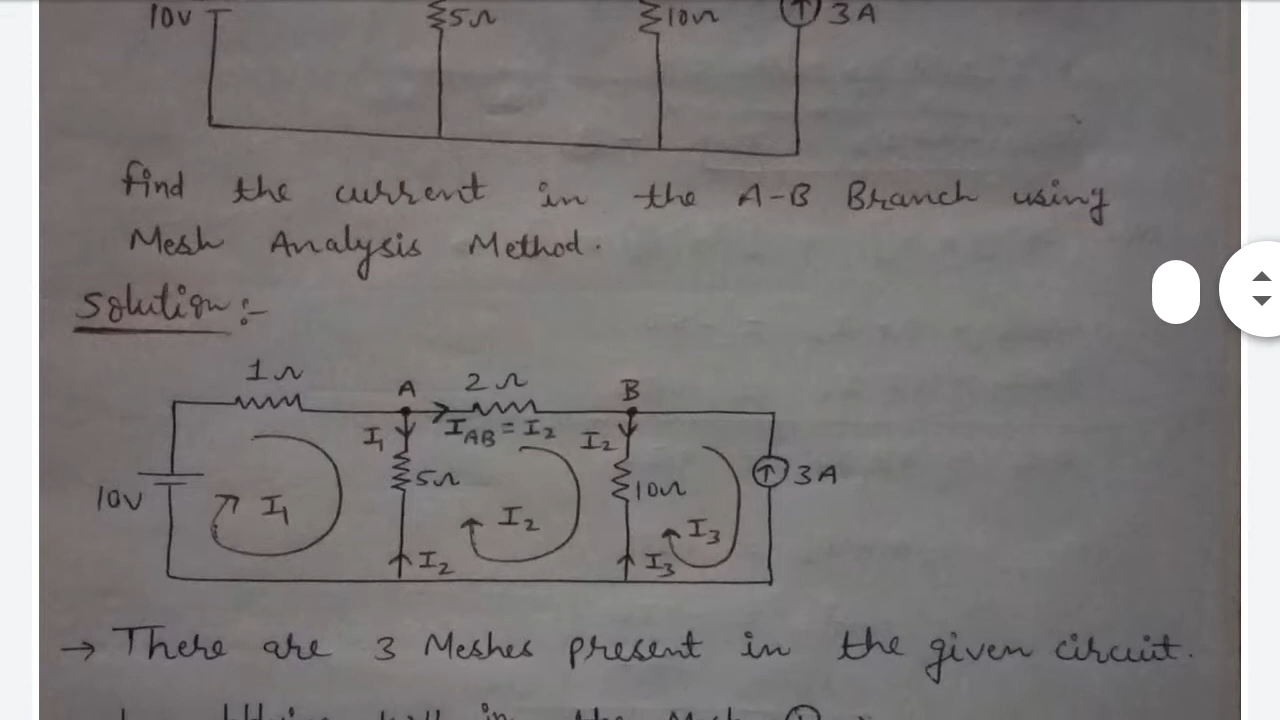 10V 5Ω 10Ω 3A
find the current in the A-B Branch using
Mesh Analysis Method.
Solution:-
1Ω A 2Ω B
I₁ I_AB = I₂ I₂
10V I₁ 5Ω I₂ 10Ω I₃ 3A
I₂ I₃
→ There are 3 Meshes present in the given circuit.